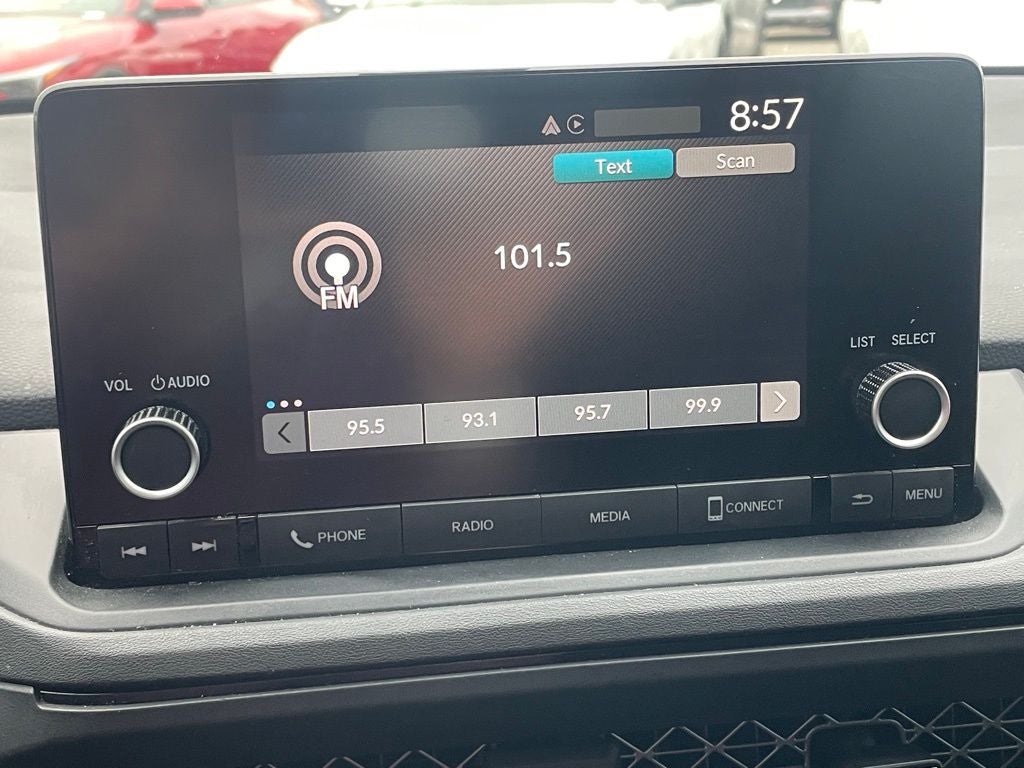 8:57
Text Scan
101.5
FM
LIST SELECT
VOL AUDIO
95.5 93.1 95.7 99.9
PHONE RADIO MEDIA CONNECT MENU